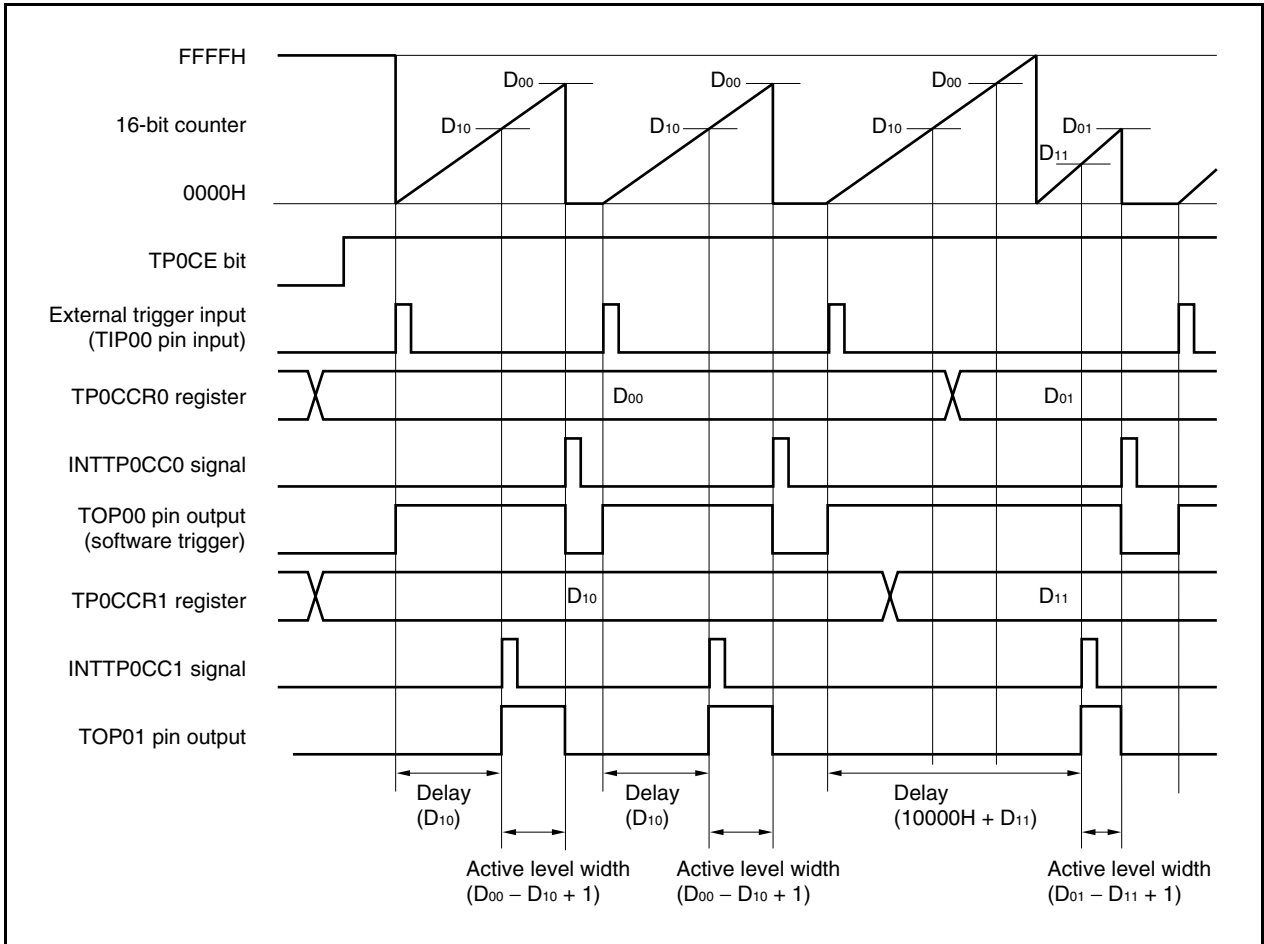 FFFFH
D00
D00
D00
16-bit counter
D10
D10
D10
D01
D11
0000H
TP0CE bit
External trigger input
(TIP00 pin input)
TP0CCR0 register
D00
D01
INTTP0CC0 signal
TOP00 pin output
(software trigger)
TP0CCR1 register
D10
D11
INTTP0CC1 signal
TOP01 pin output
Delay
(D10)
Delay
(D10)
Delay
(10000H + D11)
Active level width
(D00 − D10 + 1)
Active level width
(D00 − D10 + 1)
Active level width
(D01 − D11 + 1)